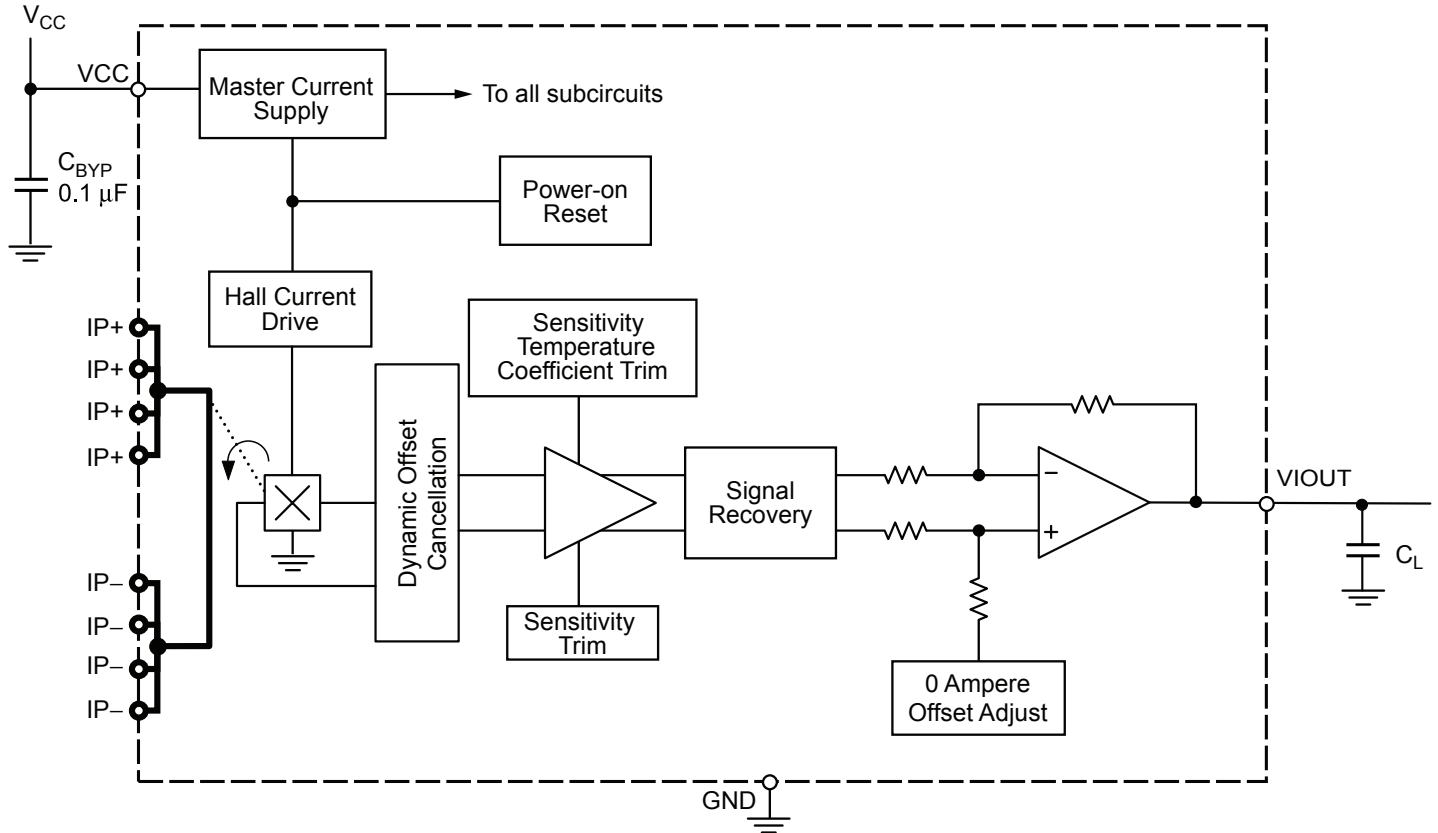 VCC
VCC
Master Current
Supply
To all subcircuits
CBYP
0.1 μF
Power-on
Reset
Hall Current
Drive
IP+
IP+
IP+
IP+
Sensitivity
Temperature
Coefficient Trim
Dynamic Offset
Cancellation
Signal
Recovery
−
+
VIOUT
CL
IP−
IP−
IP−
IP−
Sensitivity
Trim
0 Ampere
Offset Adjust
GND